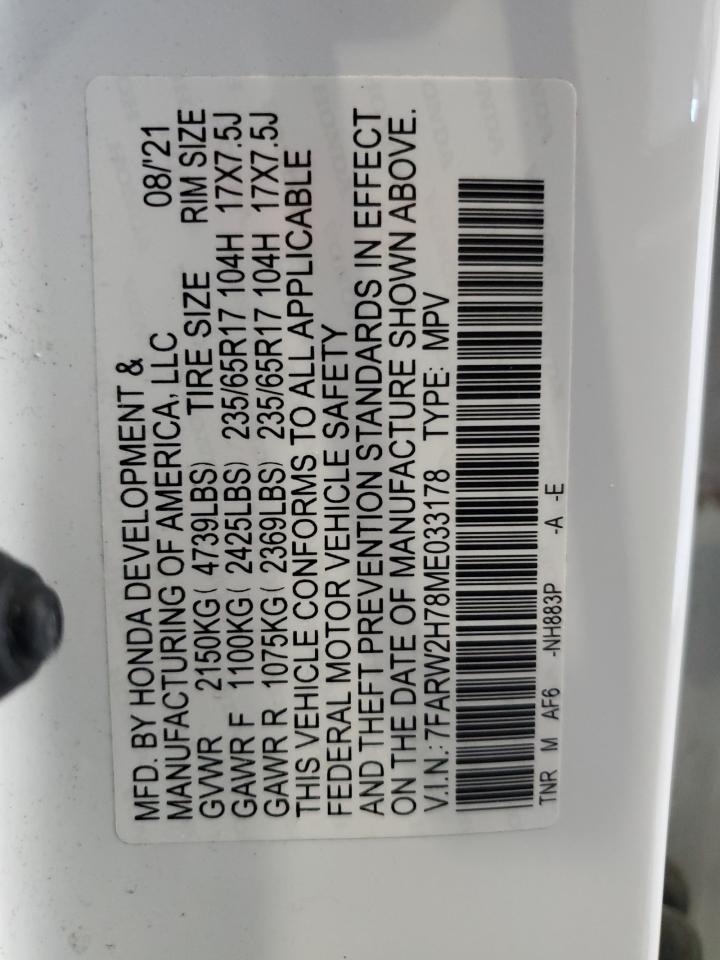 MFD. BY HONDA DEVELOPMENT &
MANUFACTURING OF AMERICA, LLC 08/'21
GVWR 2150KG( 4739LBS) TIRE SIZE RIM SIZE
GAWR F 1100KG( 2425LBS) 235/65R17 104H 17X7.5J
GAWR R 1075KG( 2369LBS) 235/65R17 104H 17X7.5J
THIS VEHICLE CONFORMS TO ALL APPLICABLE
FEDERAL MOTOR VEHICLE SAFETY
AND THEFT PREVENTION STANDARDS IN EFFECT
ON THE DATE OF MANUFACTURE SHOWN ABOVE.
V.I.N.: 7FARW2H78ME033178 TYPE: MPV
TNR M AF6 -NH883P -A -E